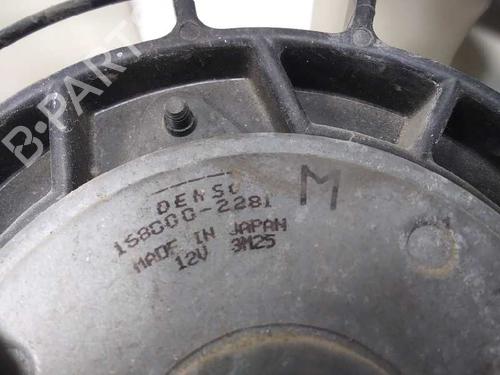 B-PARTS
DENSO
168000-2281
MADE IN JAPAN
12V 3M25
M